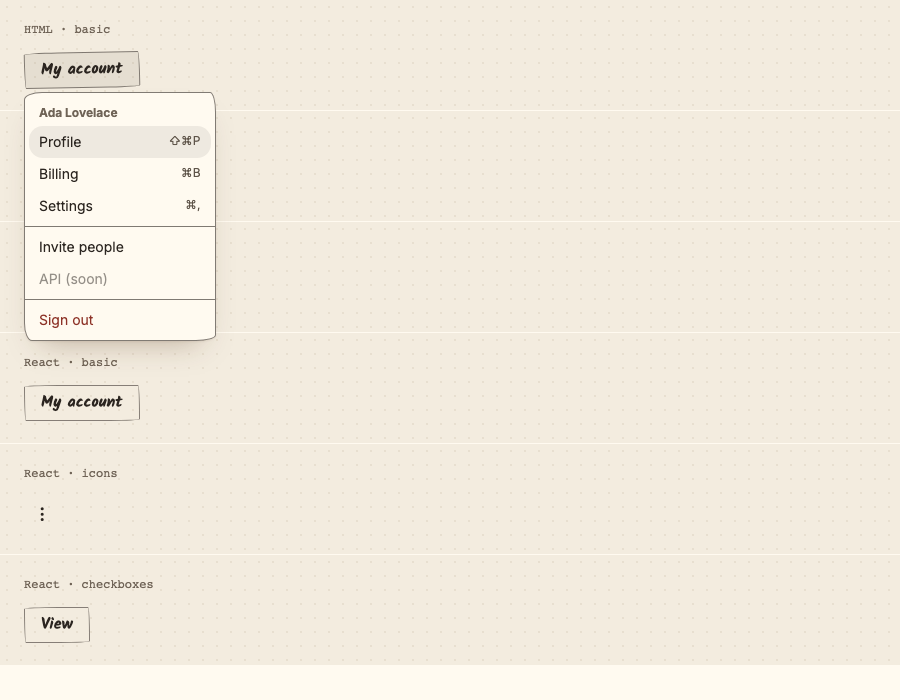 HTML · basic
My account
Ada Lovelace
Profile ⇧⌘P
Billing ⌘B
Settings ⌘,
Invite people
API (soon)
Sign out
React · basic
My account
React · icons
React · checkboxes
View